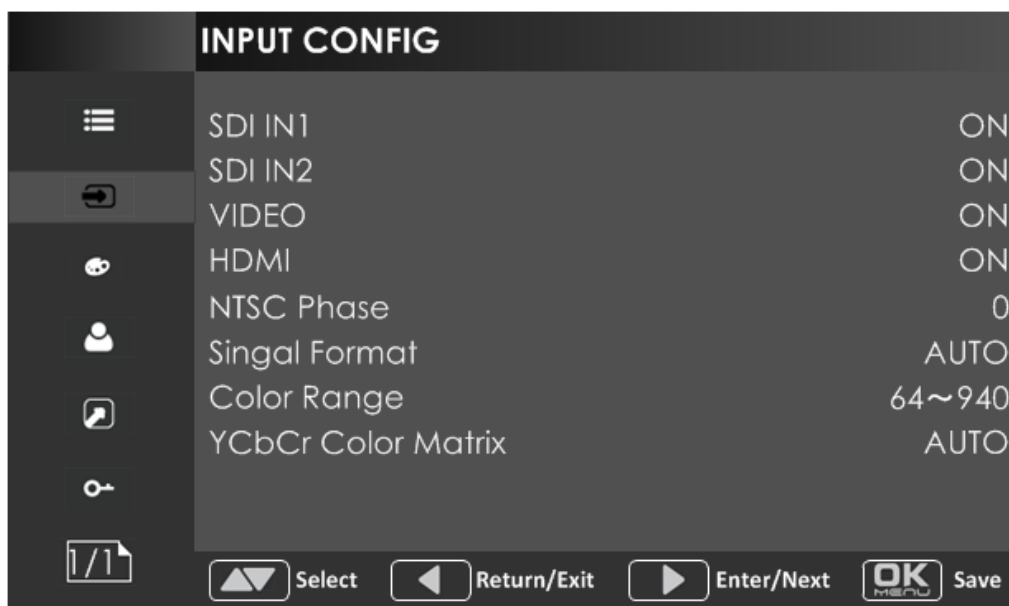 INPUT CONFIG
SDI IN1 ON
SDI IN2 ON
VIDEO ON
HDMI ON
NTSC Phase 0
Singal Format AUTO
Color Range 64~940
YCbCr Color Matrix AUTO
1/1
Select Return/Exit Enter/Next OK MENU Save